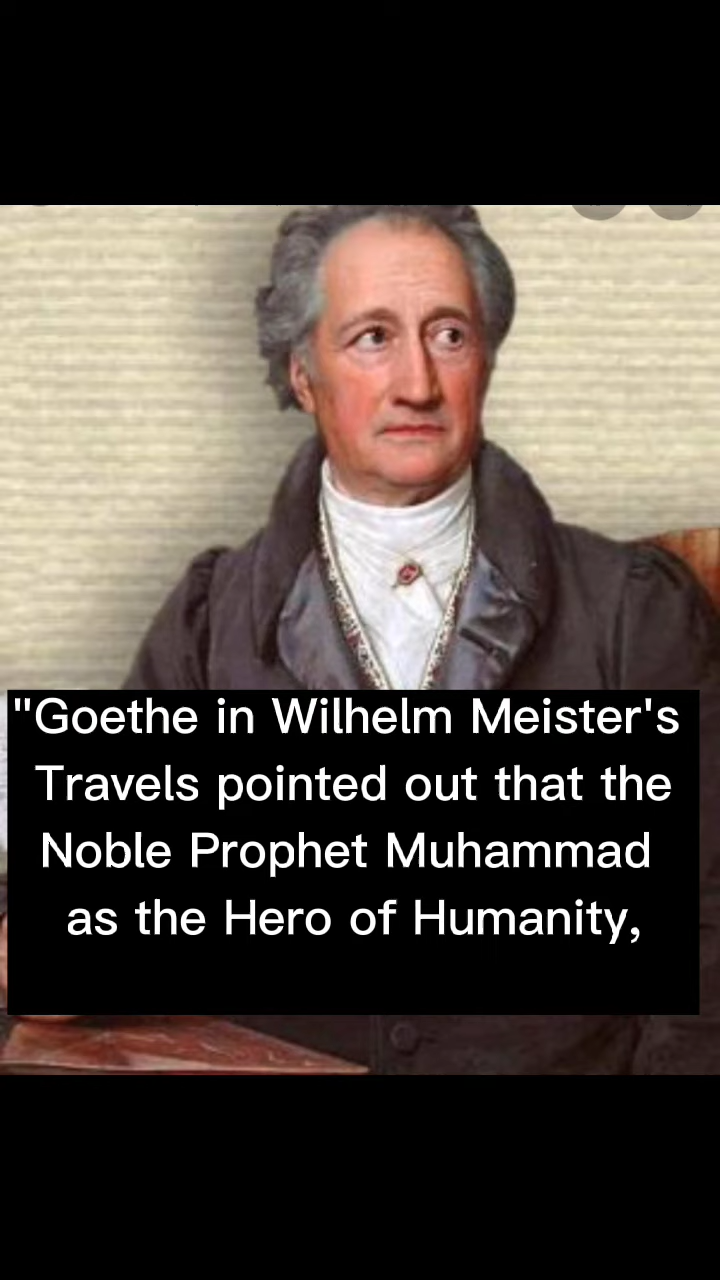 "Goethe in Wilhelm Meister's
Travels pointed out that the
Noble Prophet Muhammad
as the Hero of Humanity,